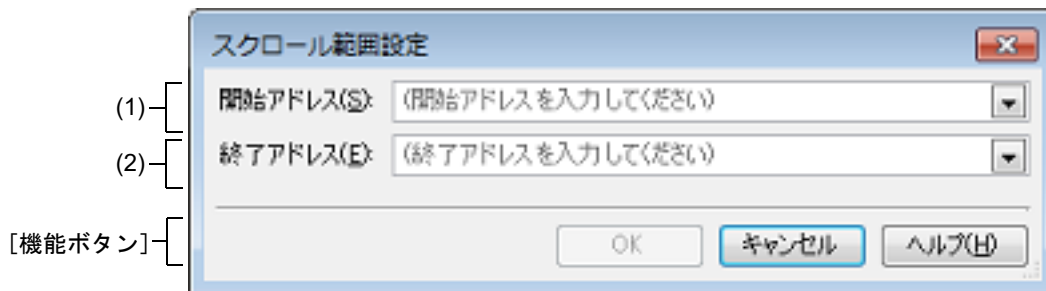 スクロール範囲設定
(1) 開始アドレス(S): (開始アドレスを入力してください)
(2) 終了アドレス(E): (終了アドレスを入力してください)
[機能ボタン] OK キャンセル ヘルプ(H)